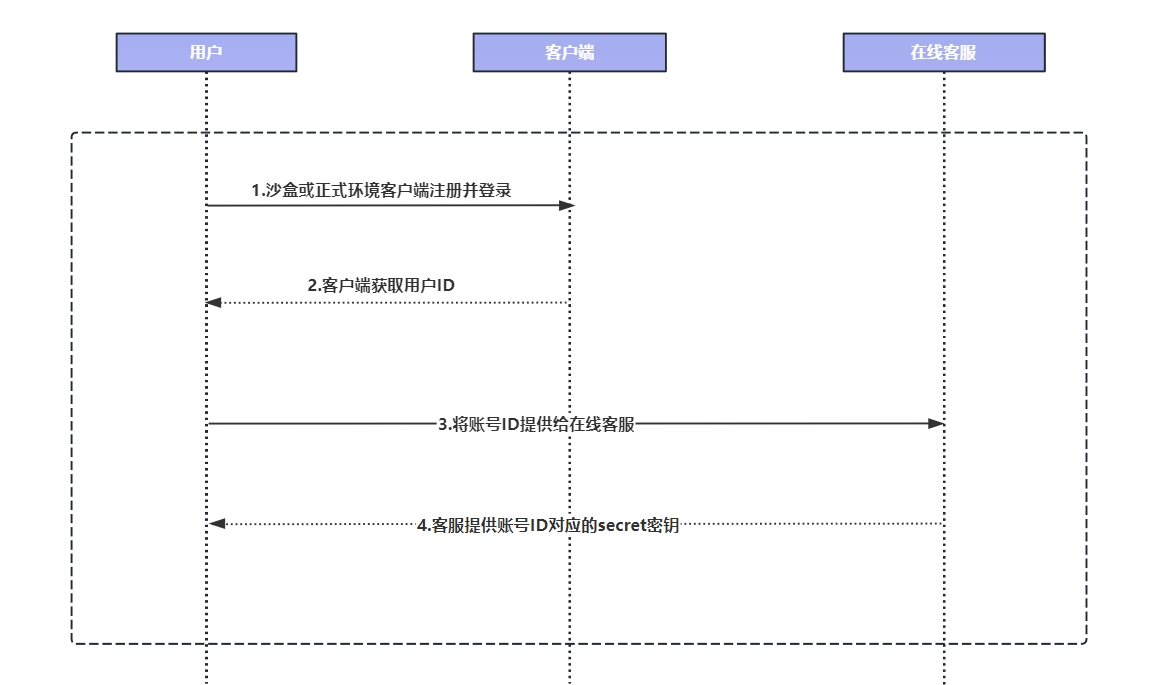 用户
客户端
在线客服
1.沙盒或正式环境客户端注册并登录
2.客户端获取用户ID
3.将账号ID提供给在线客服
4.客服提供账号ID对应的secret密钥